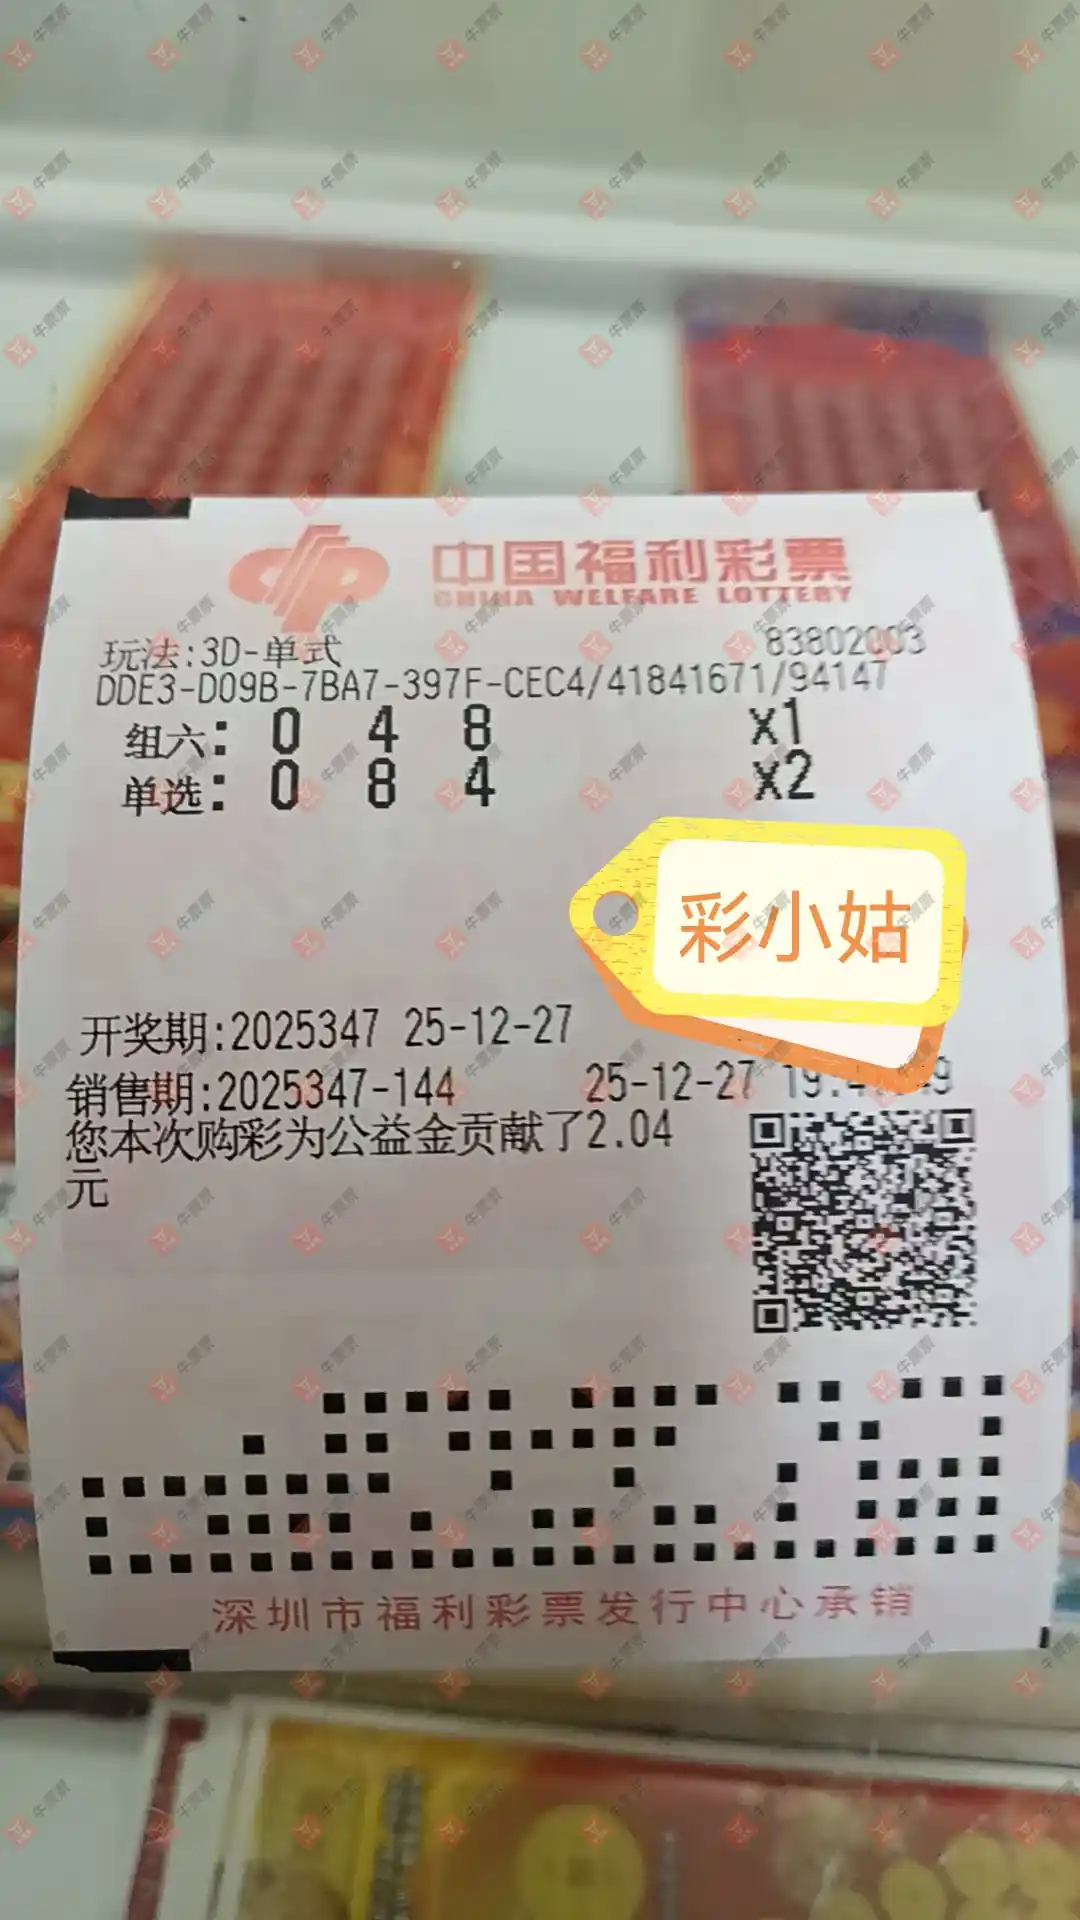 中国福利彩票
CHINA WELFARE LOTTERY
83802003
玩法:3D-单式
DDE3-D09B-7BA7-397F-CEC4/41841671/94147
组六: 0 4 8 x1
单选: 0 8 4 x2
彩小姑
开奖期:2025347 25-12-27
销售期:2025347-144 25-12-27
您本次购彩为公益金贡献了2.04
元
深圳市福利彩票发行中心承销
牛票票